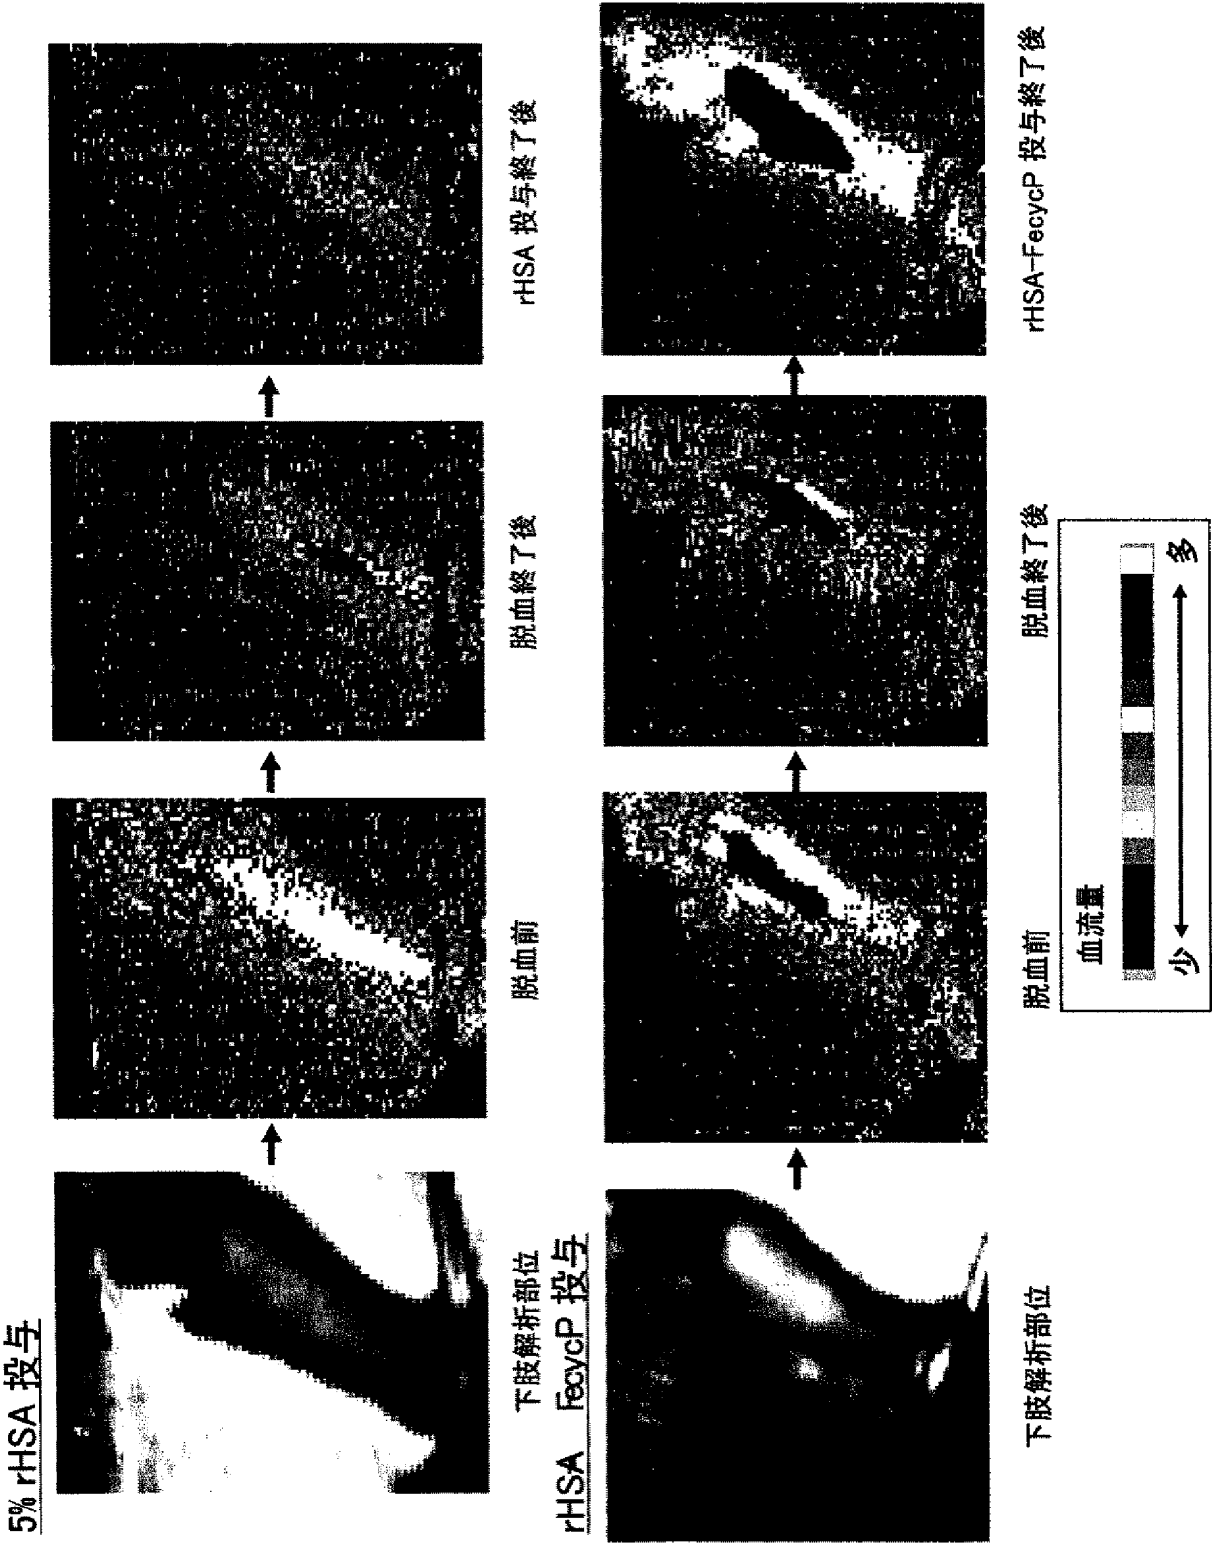 5% rHSA 投与
下肢解析部位
脱血前
脱血終了後
rHSA 投与終了後
rHSA FecycP 投与
下肢解析部位
脱血前
脱血終了後
rHSA-FecycP 投与終了後
血流量
少
多